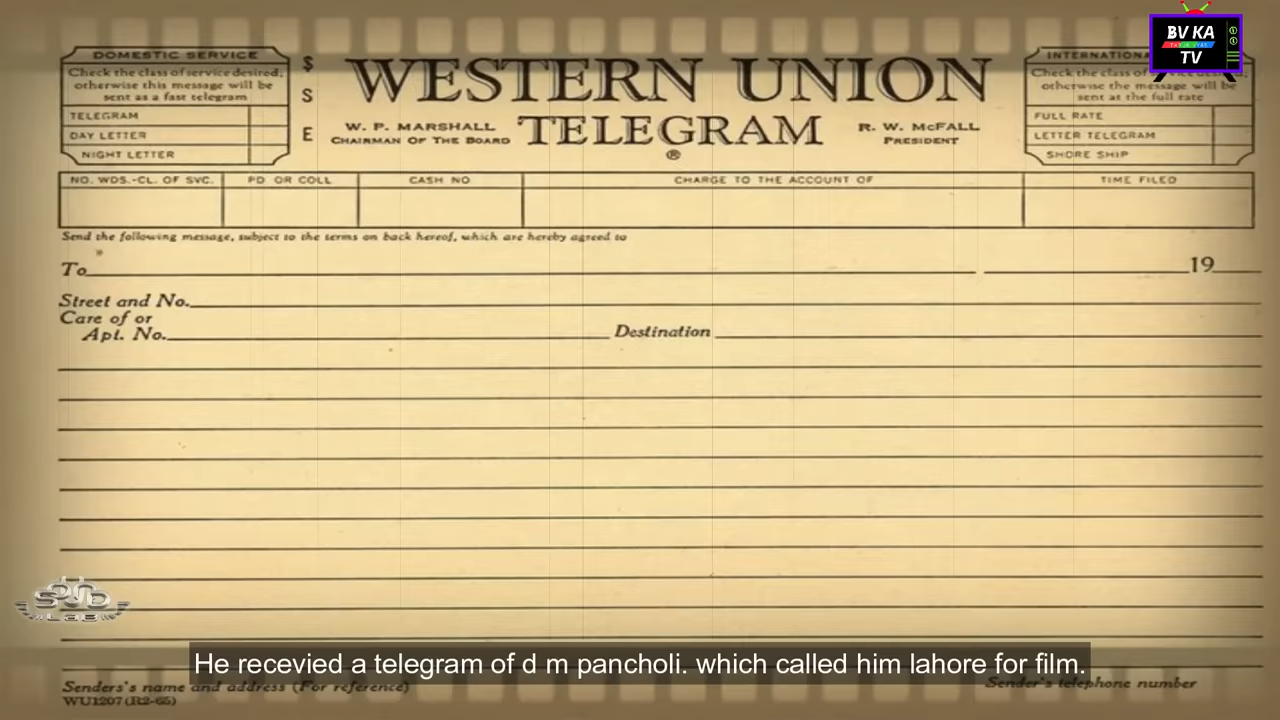 BV KA
TV
DOMESTIC SERVICE
Check the class of service desired;
otherwise this message will be
sent as a fast telegram
TELEGRAM
DAY LETTER
NIGHT LETTER
$
S
E
WESTERN UNION
TELEGRAM
®
W. P. MARSHALL
CHAIRMAN OF THE BOARD
R. W. McFALL
PRESIDENT
INTERNATIONA
Check the class of service desired;
otherwise this message will be
sent at the full rate
FULL RATE
LETTER TELEGRAM
SHORE SHIP
NO. WDS.-CL. OF SVC. PD OR COLL CASH NO CHARGE TO THE ACCOUNT OF TIME FILED
Send the following message, subject to the terms on back hereof, which are hereby agreed to
To 19
Street and No.
Care of or
Apt. No. Destination
SUD
LAB
He recevied a telegram of d m pancholi. which called him lahore for film.
Senders's name and address (For reference) Sender's telephone number
WU1207 (R2-65)